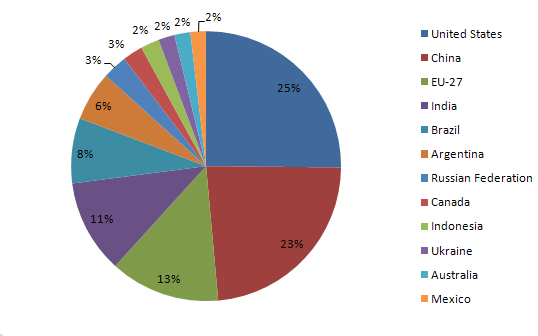 2%
2%
2%
2%
3%
3%
6%
8%
11%
13%
23%
25%
United States
China
EU-27
India
Brazil
Argentina
Russian Federation
Canada
Indonesia
Ukraine
Australia
Mexico